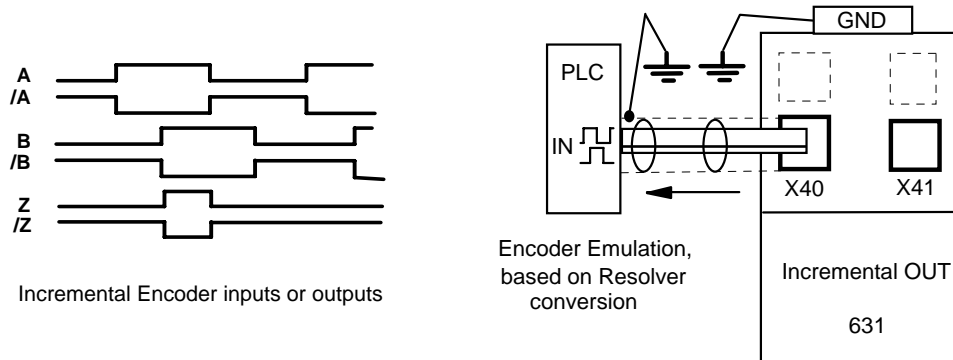 A
/A
B
/B
Z
/Z
Incremental Encoder inputs or outputs
GND
PLC
IN
X40
X41
Encoder Emulation,
based on Resolver
conversion
Incremental OUT
631